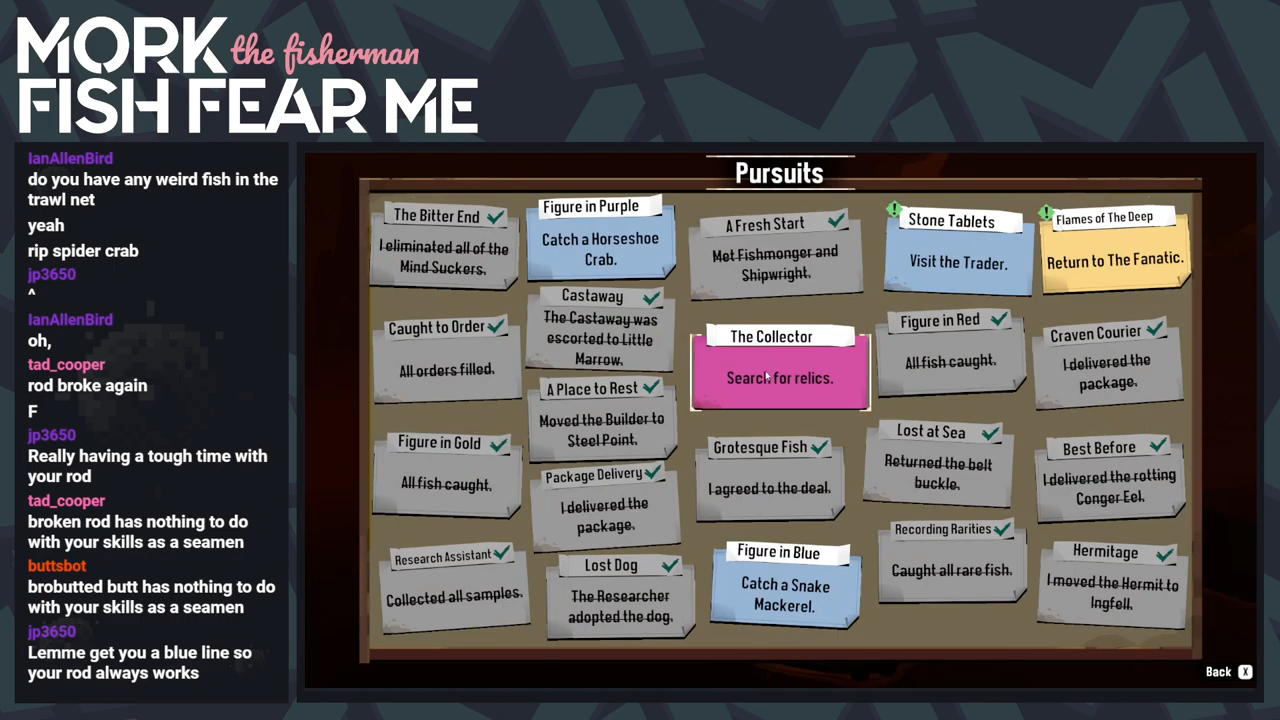 MORK the fisherman
FISH FEAR ME
IanAllenBird
do you have any weird fish in the
trawl net
yeah
rip spider crab
jp3650
^
IanAllenBird
oh,
tad_cooper
rod broke again
F
jp3650
Really having a tough time with
your rod
tad_cooper
broken rod has nothing to do
with your skills as a seamen
buttsbot
brobutted butt has nothing to do
with your skills as a seamen
jp3650
Lemme get you a blue line so
your rod always works
Pursuits
The Bitter End
I eliminated all of the
Mind Suckers.
Figure in Purple
Catch a Horseshoe
Crab.
A Fresh Start
Met Fishmonger and
Shipwright.
!
Stone Tablets
Visit the Trader.
!
Flames of The Deep
Return to The Fanatic.
Caught to Order
All orders filled.
Castaway
The Castaway was
escorted to Little
Marrow.
The Collector
Search for relics.
Figure in Red
All fish caught.
Craven Courier
I delivered the
package.
A Place to Rest
Moved the Builder to
Steel Point.
Figure in Gold
All fish caught.
Package Delivery
I delivered the
package.
Grotesque Fish
I agreed to the deal.
Lost at Sea
Returned the belt
buckle.
Best Before
I delivered the rotting
Conger Eel.
Research Assistant
Collected all samples.
Lost Dog
The Researcher
adopted the dog.
Figure in Blue
Catch a Snake
Mackerel.
Recording Rarities
Caught all rare fish.
Hermitage
I moved the Hermit to
Ingfell.
Back X